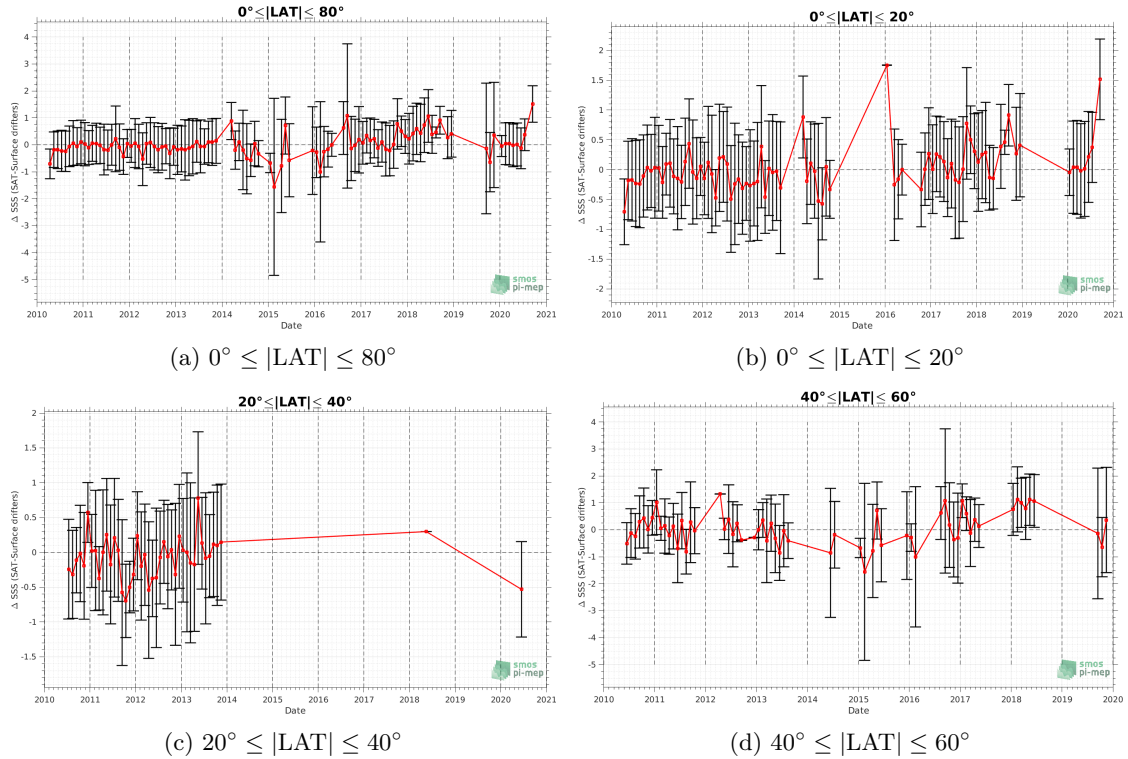 0°≤|LAT|≤ 80°
Δ SSS (SAT-Surface drifters)
4
3
2
1
0
-1
-2
-3
-4
-5
2010 2011 2012 2013 2014 2015 2016 2017 2018 2019 2020 2021
Date
smos
pi-mep
(a) 0° ≤ |LAT| ≤ 80°
0°≤|LAT|≤ 20°
Δ SSS (SAT-Surface drifters)
2
1.5
1
0.5
0
-0.5
-1
-1.5
-2
2010 2011 2012 2013 2014 2015 2016 2017 2018 2019 2020 2021
Date
smos
pi-mep
(b) 0° ≤ |LAT| ≤ 20°
20°≤|LAT|≤ 40°
Δ SSS (SAT-Surface drifters)
2
1.5
1
0.5
0
-0.5
-1
-1.5
2010 2011 2012 2013 2014 2015 2016 2017 2018 2019 2020 2021
Date
smos
pi-mep
(c) 20° ≤ |LAT| ≤ 40°
40°≤|LAT|≤ 60°
Δ SSS (SAT-Surface drifters)
4
3
2
1
0
-1
-2
-3
-4
-5
2010 2011 2012 2013 2014 2015 2016 2017 2018 2019 2020
Date
smos
pi-mep
(d) 40° ≤ |LAT| ≤ 60°